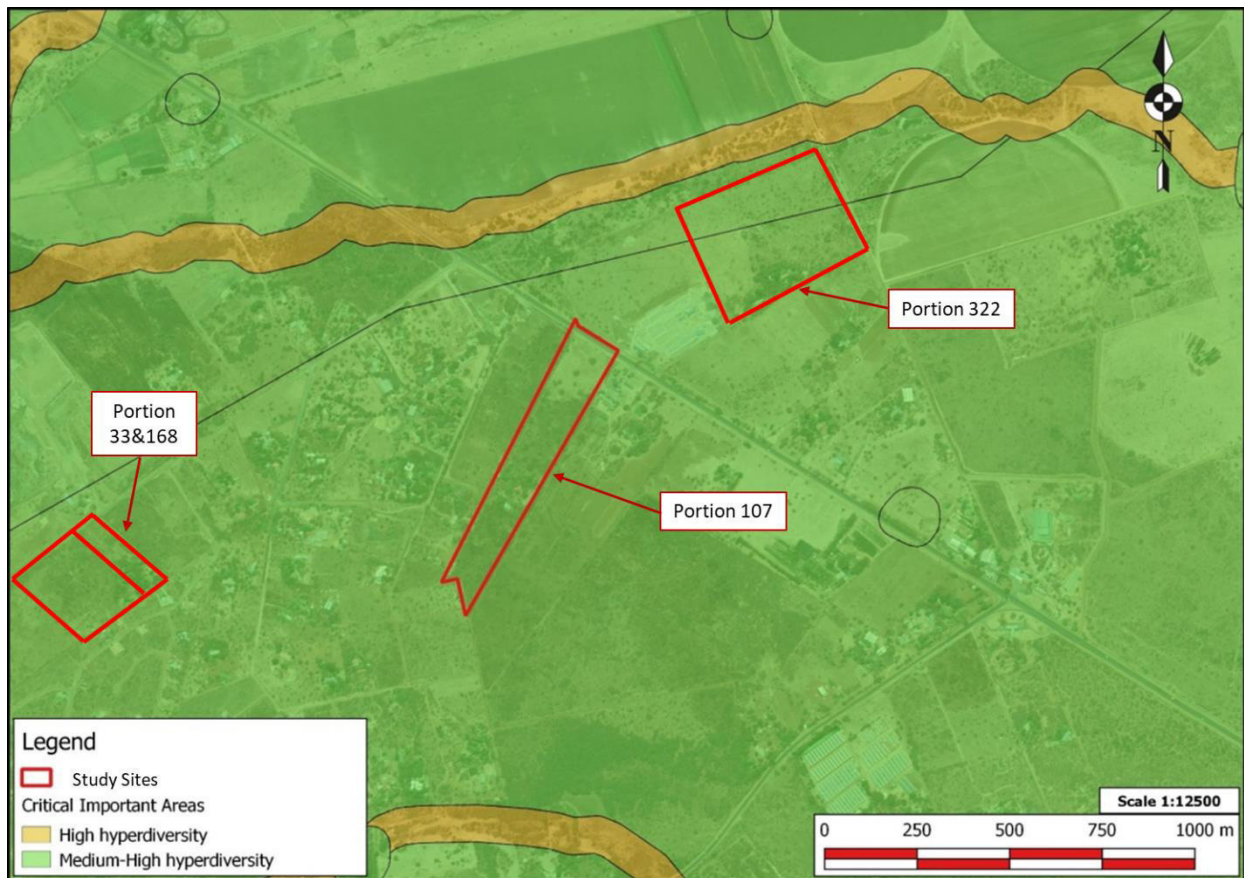 N
Portion 322
Portion
33&168
Portion 107
Legend
Study Sites
Critical Important Areas
High hyperdiversity
Medium-High hyperdiversity
Scale 1:12500
0 250 500 750 1000 m